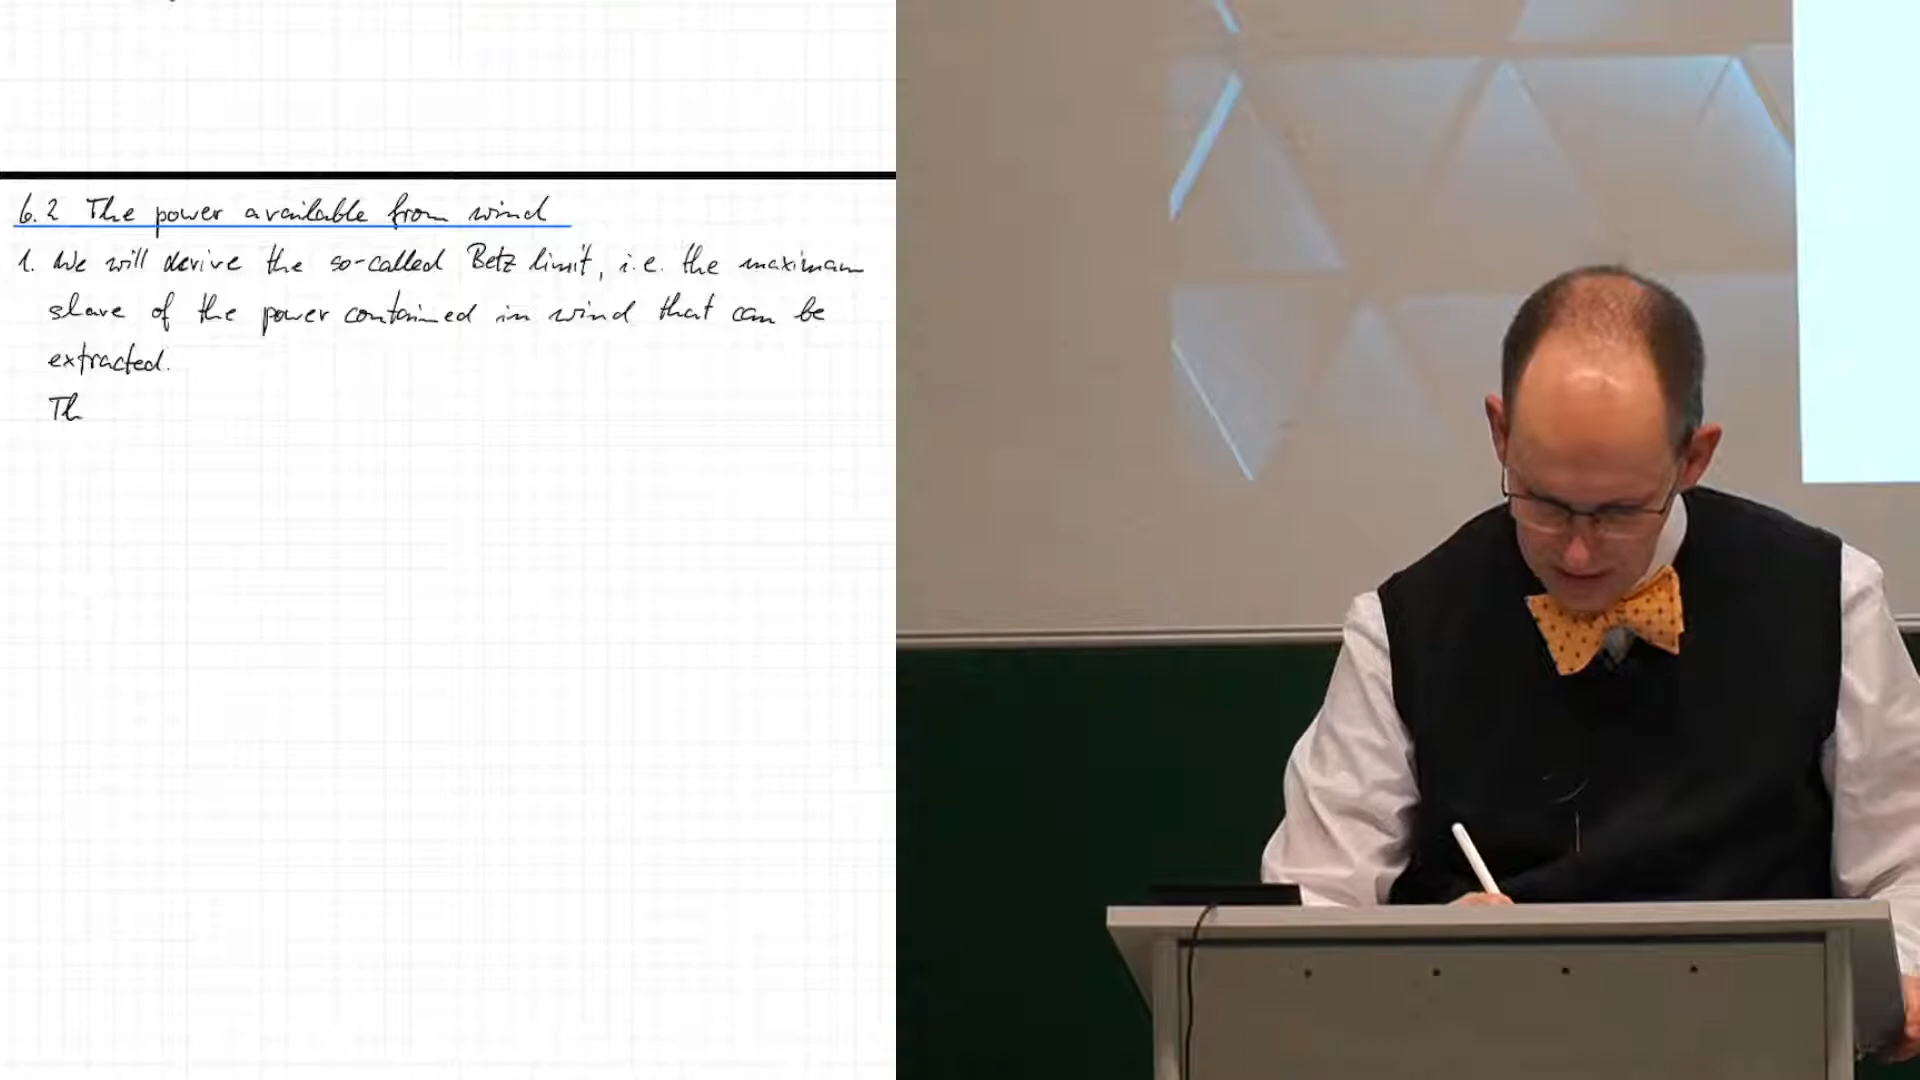 6.2 The power available from wind
1. We will derive the so-called Betz limit, i.e. the maximum
share of the power contained in wind that can be
extracted.
Th